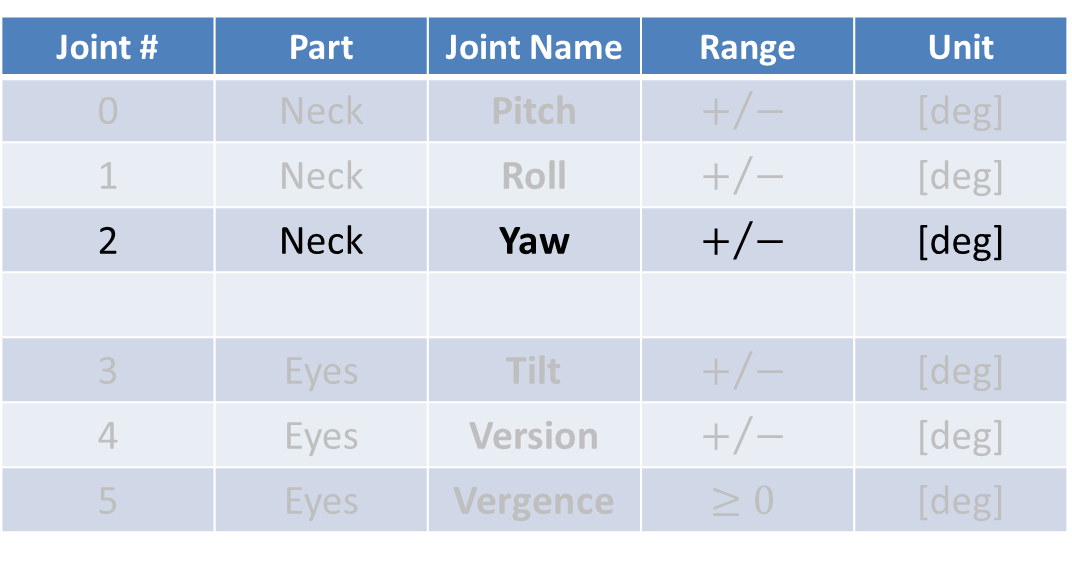 Joint # Part Joint Name Range Unit
0 Neck Pitch +/− [deg]
1 Neck Roll +/− [deg]
2 Neck Yaw +/− [deg]
3 Eyes Tilt +/− [deg]
4 Eyes Version +/− [deg]
5 Eyes Vergence ≥ 0 [deg]